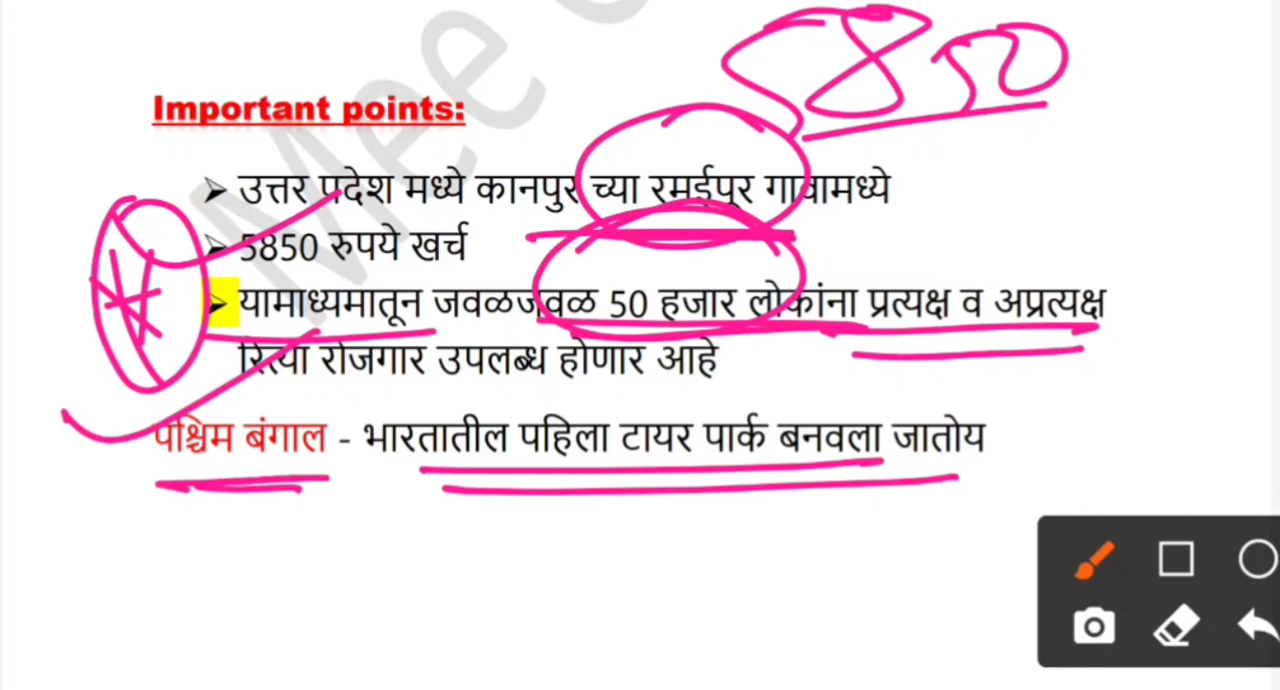 5850
Important points:
➢ उत्तर प्रदेश मध्ये कानपुर च्या रमईपूर गावामध्ये
➢ 5850 रुपये खर्च
➢ यामाध्यमातून जवळजवळ 50 हजार लोकांना प्रत्यक्ष व अप्रत्यक्ष
रित्या रोजगार उपलब्ध होणार आहे
पश्चिम बंगाल - भारतातील पहिला टायर पार्क बनवला जातोय